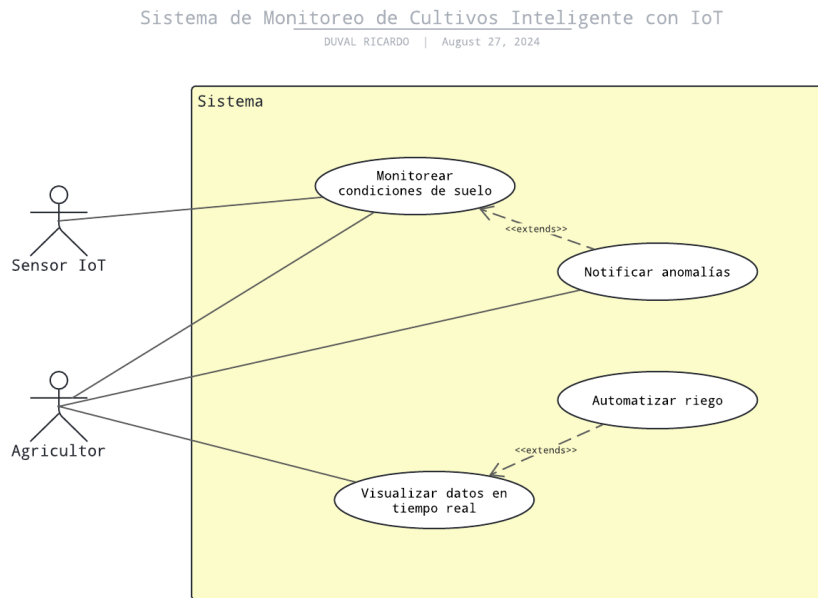 Sistema de Monitoreo de Cultivos Inteligente con IoT
DUVAL RICARDO | August 27, 2024
Sistema
Monitorear
condiciones de suelo
<<extends>>
Sensor IoT
Notificar anomalías
Automatizar riego
Agricultor
<<extends>>
Visualizar datos en
tiempo real